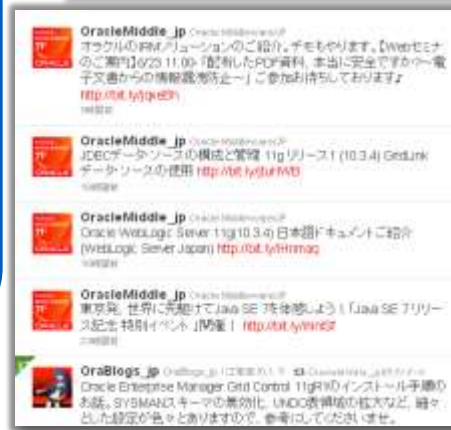 OracleMiddle_jp OracleMiddlewareJP
オラクルのIRMソリューションのご紹介。デモもやります。【Webセミナ
のご案内】6/23 11:00-「配布したPDF資料、本当に安全ですか?～電
子文書からの情報漏洩防止～」ご参加お待ちしております♪
OracleMiddle_jp OracleMiddlewareJP
JDBCデータ・ソースの構成と管理 11g リリース1 (10.3.4) GridLink
データ・ソースの使用
OracleMiddle_jp OracleMiddlewareJP
Oracle WebLogic Server 11g(10.3.4) 日本語ドキュメントご紹介
(WebLogic Server Japan)
OracleMiddle_jp OracleMiddlewareJP
東京発、世界に先駆けてJava SE 7を体感しよう!「Java SE 7リリー
ス記念 特別イベント」開催!
OraBlogs_jp
Oracle Enterprise Manager Grid Control 11gR1のインストール手順の
お話。SYSMANスキーマの無効化、UNDO表領域の拡大など、細々
とした設定が色々とありますので、参考にしてくださいませ。